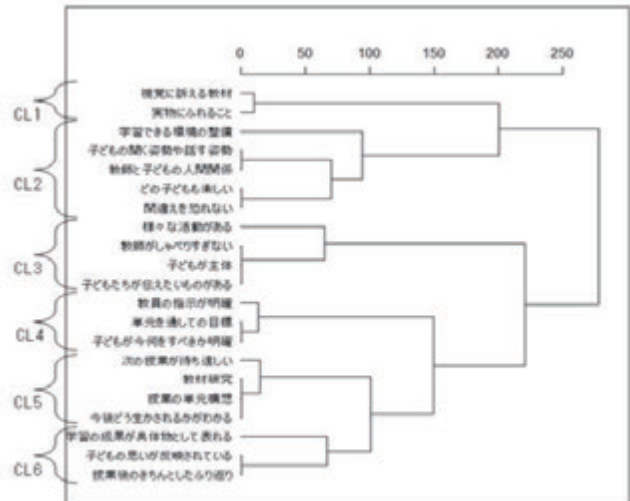 0 50 100 150 200 250
CL1
視覚に訴える教材
実物にふれること
CL2
学習できる環境の整備
子どもの聞く姿勢や話す姿勢
教師と子どもの人間関係
どの子どもも楽しい
間違えを恐れない
CL3
様々な活動がある
教師がしゃべりすぎない
子どもが主体
子どもたちが伝えたいものがある
CL4
教員の指示が明確
単元を通しての目標
子どもが今何をすべきか明確
CL5
次の授業が待ち遠しい
教材研究
授業の単元構想
今後どう生かされるかがわかる
CL6
学習の成果が具体物として表れる
子どもの思いが反映されている
授業後のきちんとしたふり返り